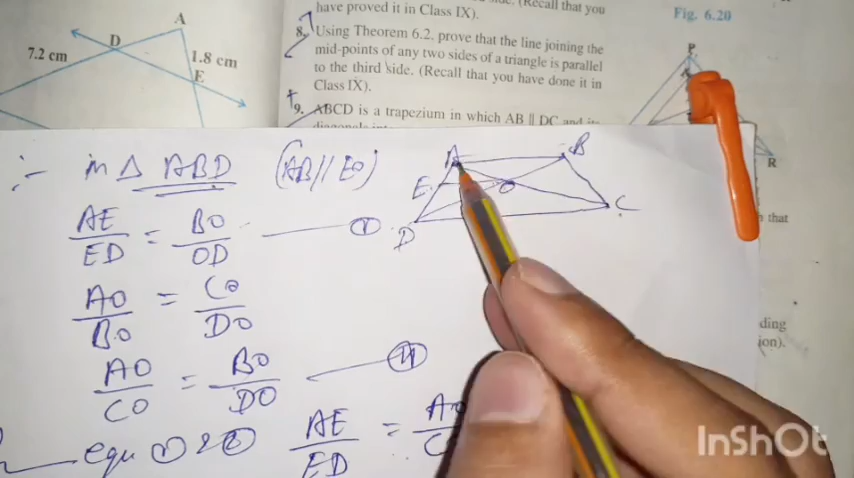 have proved it in Class IX).
Fig. 6.20
8. Using Theorem 6.2, prove that the line joining the
mid-points of any two sides of a triangle is parallel
to the third side. (Recall that you have done it in
Class IX).
9. ABCD is a trapezium in which AB || DC and its
A
D
7.2 cm
1.8 cm
E
P
R
:- in Δ ABD (AB // EO)
AE/ED = BO/OD — (1)
AO/BO = CO/DO
AO/CO = BO/DO — (11)
equ (1) & (2) AE/ED = AO/
A
B
E
O
D
C
that
ding
ion).
InShOt